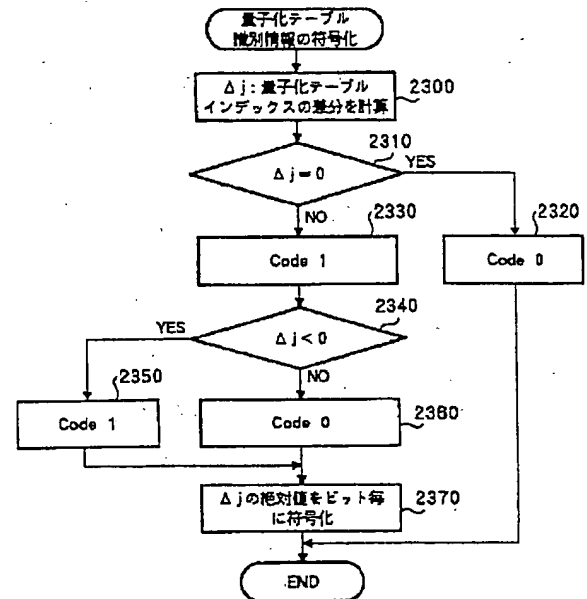 量子化テーブル
識別情報の符号化
Δj:量子化テーブル
インデックスの差分を計算
2300
2310
Δj=0
YES
NO
2330
2320
Code 1
Code 0
2340
YES
Δj<0
NO
2350
Code 1
Code 0
2360
Δjの絶対値をビット毎
に符号化
2370
END